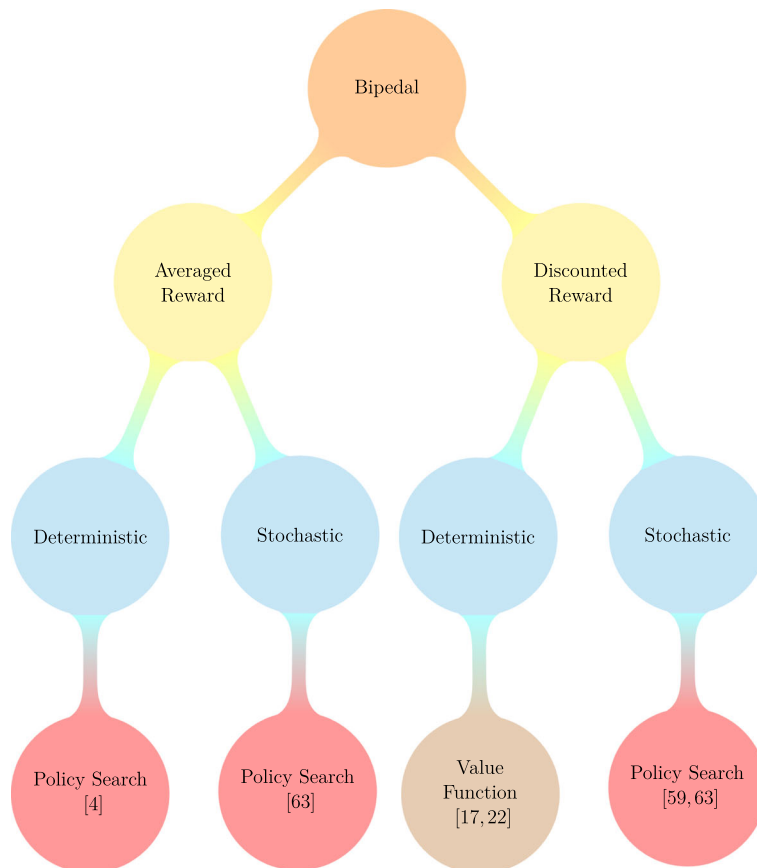 Bipedal
Averaged
Reward
Discounted
Reward
Deterministic
Stochastic
Deterministic
Stochastic
Policy Search
[4]
Policy Search
[63]
Value
Function
[17, 22]
Policy Search
[59, 63]